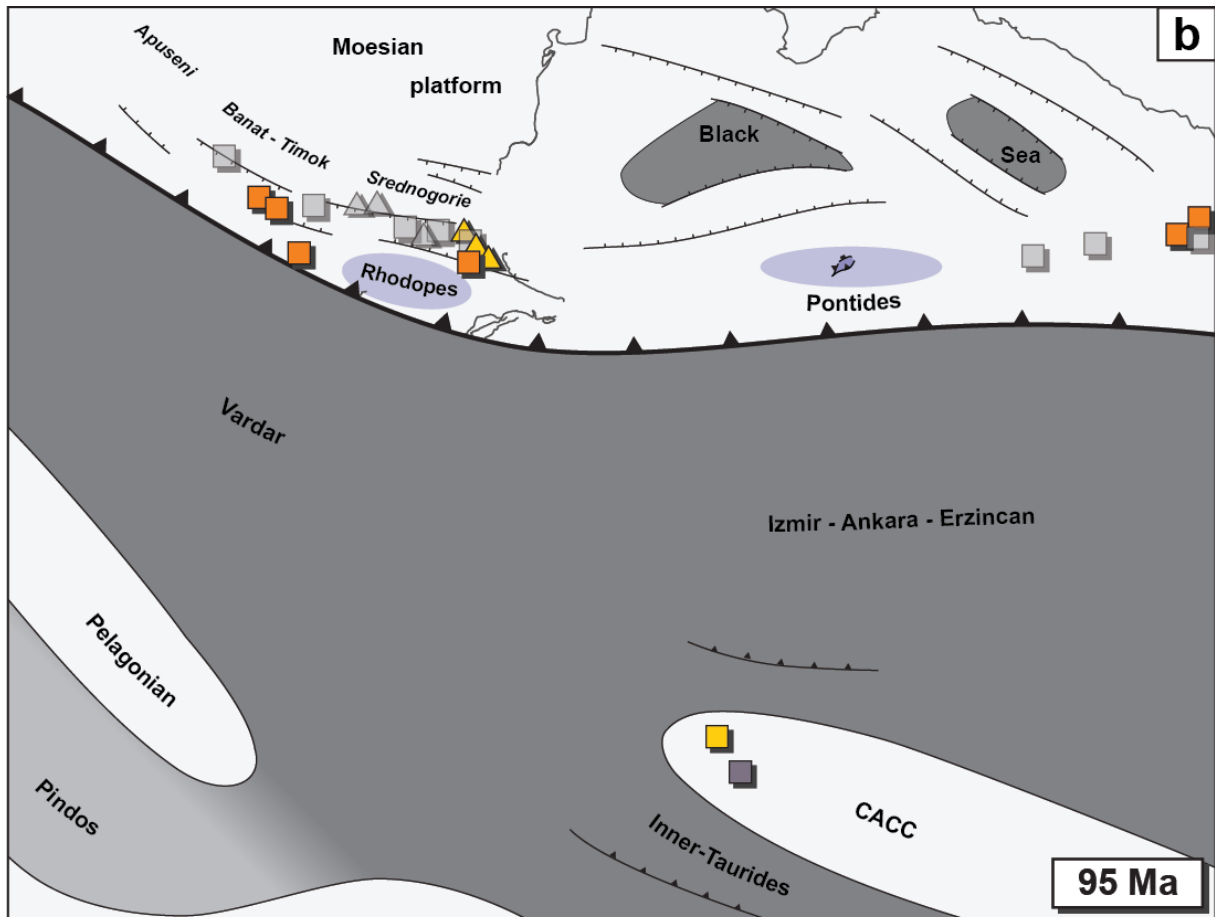 b
Apuseni
Moesian
platform
Banat - Timok
Srednogorie
Black
Sea
Rhodopes
Pontides
Vardar
Izmir - Ankara - Erzincan
Pelagonian
Pindos
CACC
Inner-Taurides
95 Ma